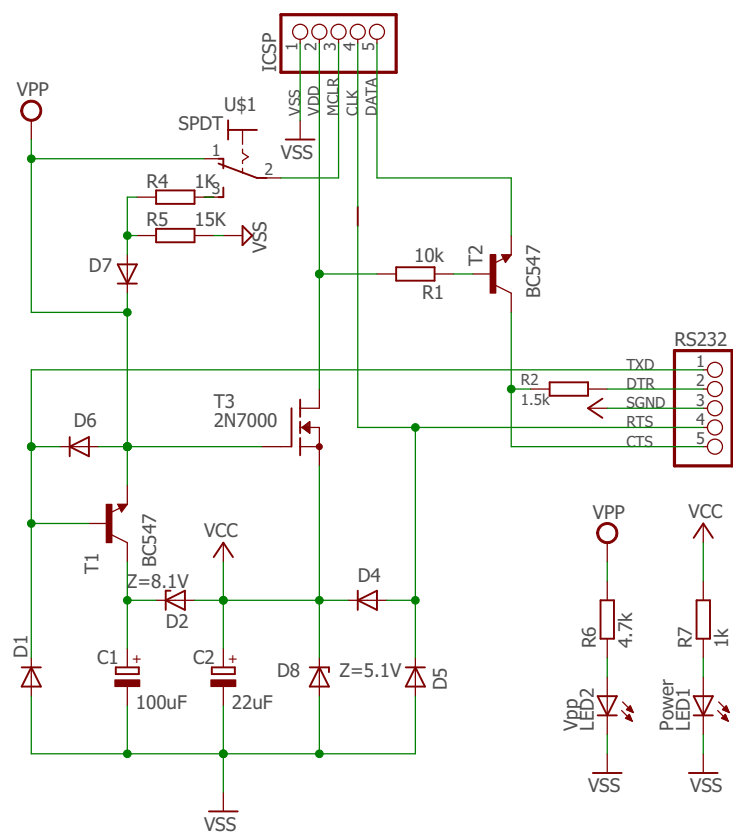 ICSP
1 2 3 4 5
VSS
VDD
MCLR
CLK
DATA
VSS
VPP
U$1
SPDT
1
2
3
R4 1K
R5 15K
VSS
D7
T2
BC547
10k
R1
RS232
TXD 1
DTR 2
SGND 3
RTS 4
CTS 5
R2
1.5k
T3
2N7000
D6
T1
BC547
VCC
Z=8.1V
D2
D4
D1
C1 +
100uF
C2 +
22uF
D8
Z=5.1V
D5
VSS
VPP
R6
4.7k
Vpp
LED2
VSS
VCC
R7
1k
Power
LED1
VSS